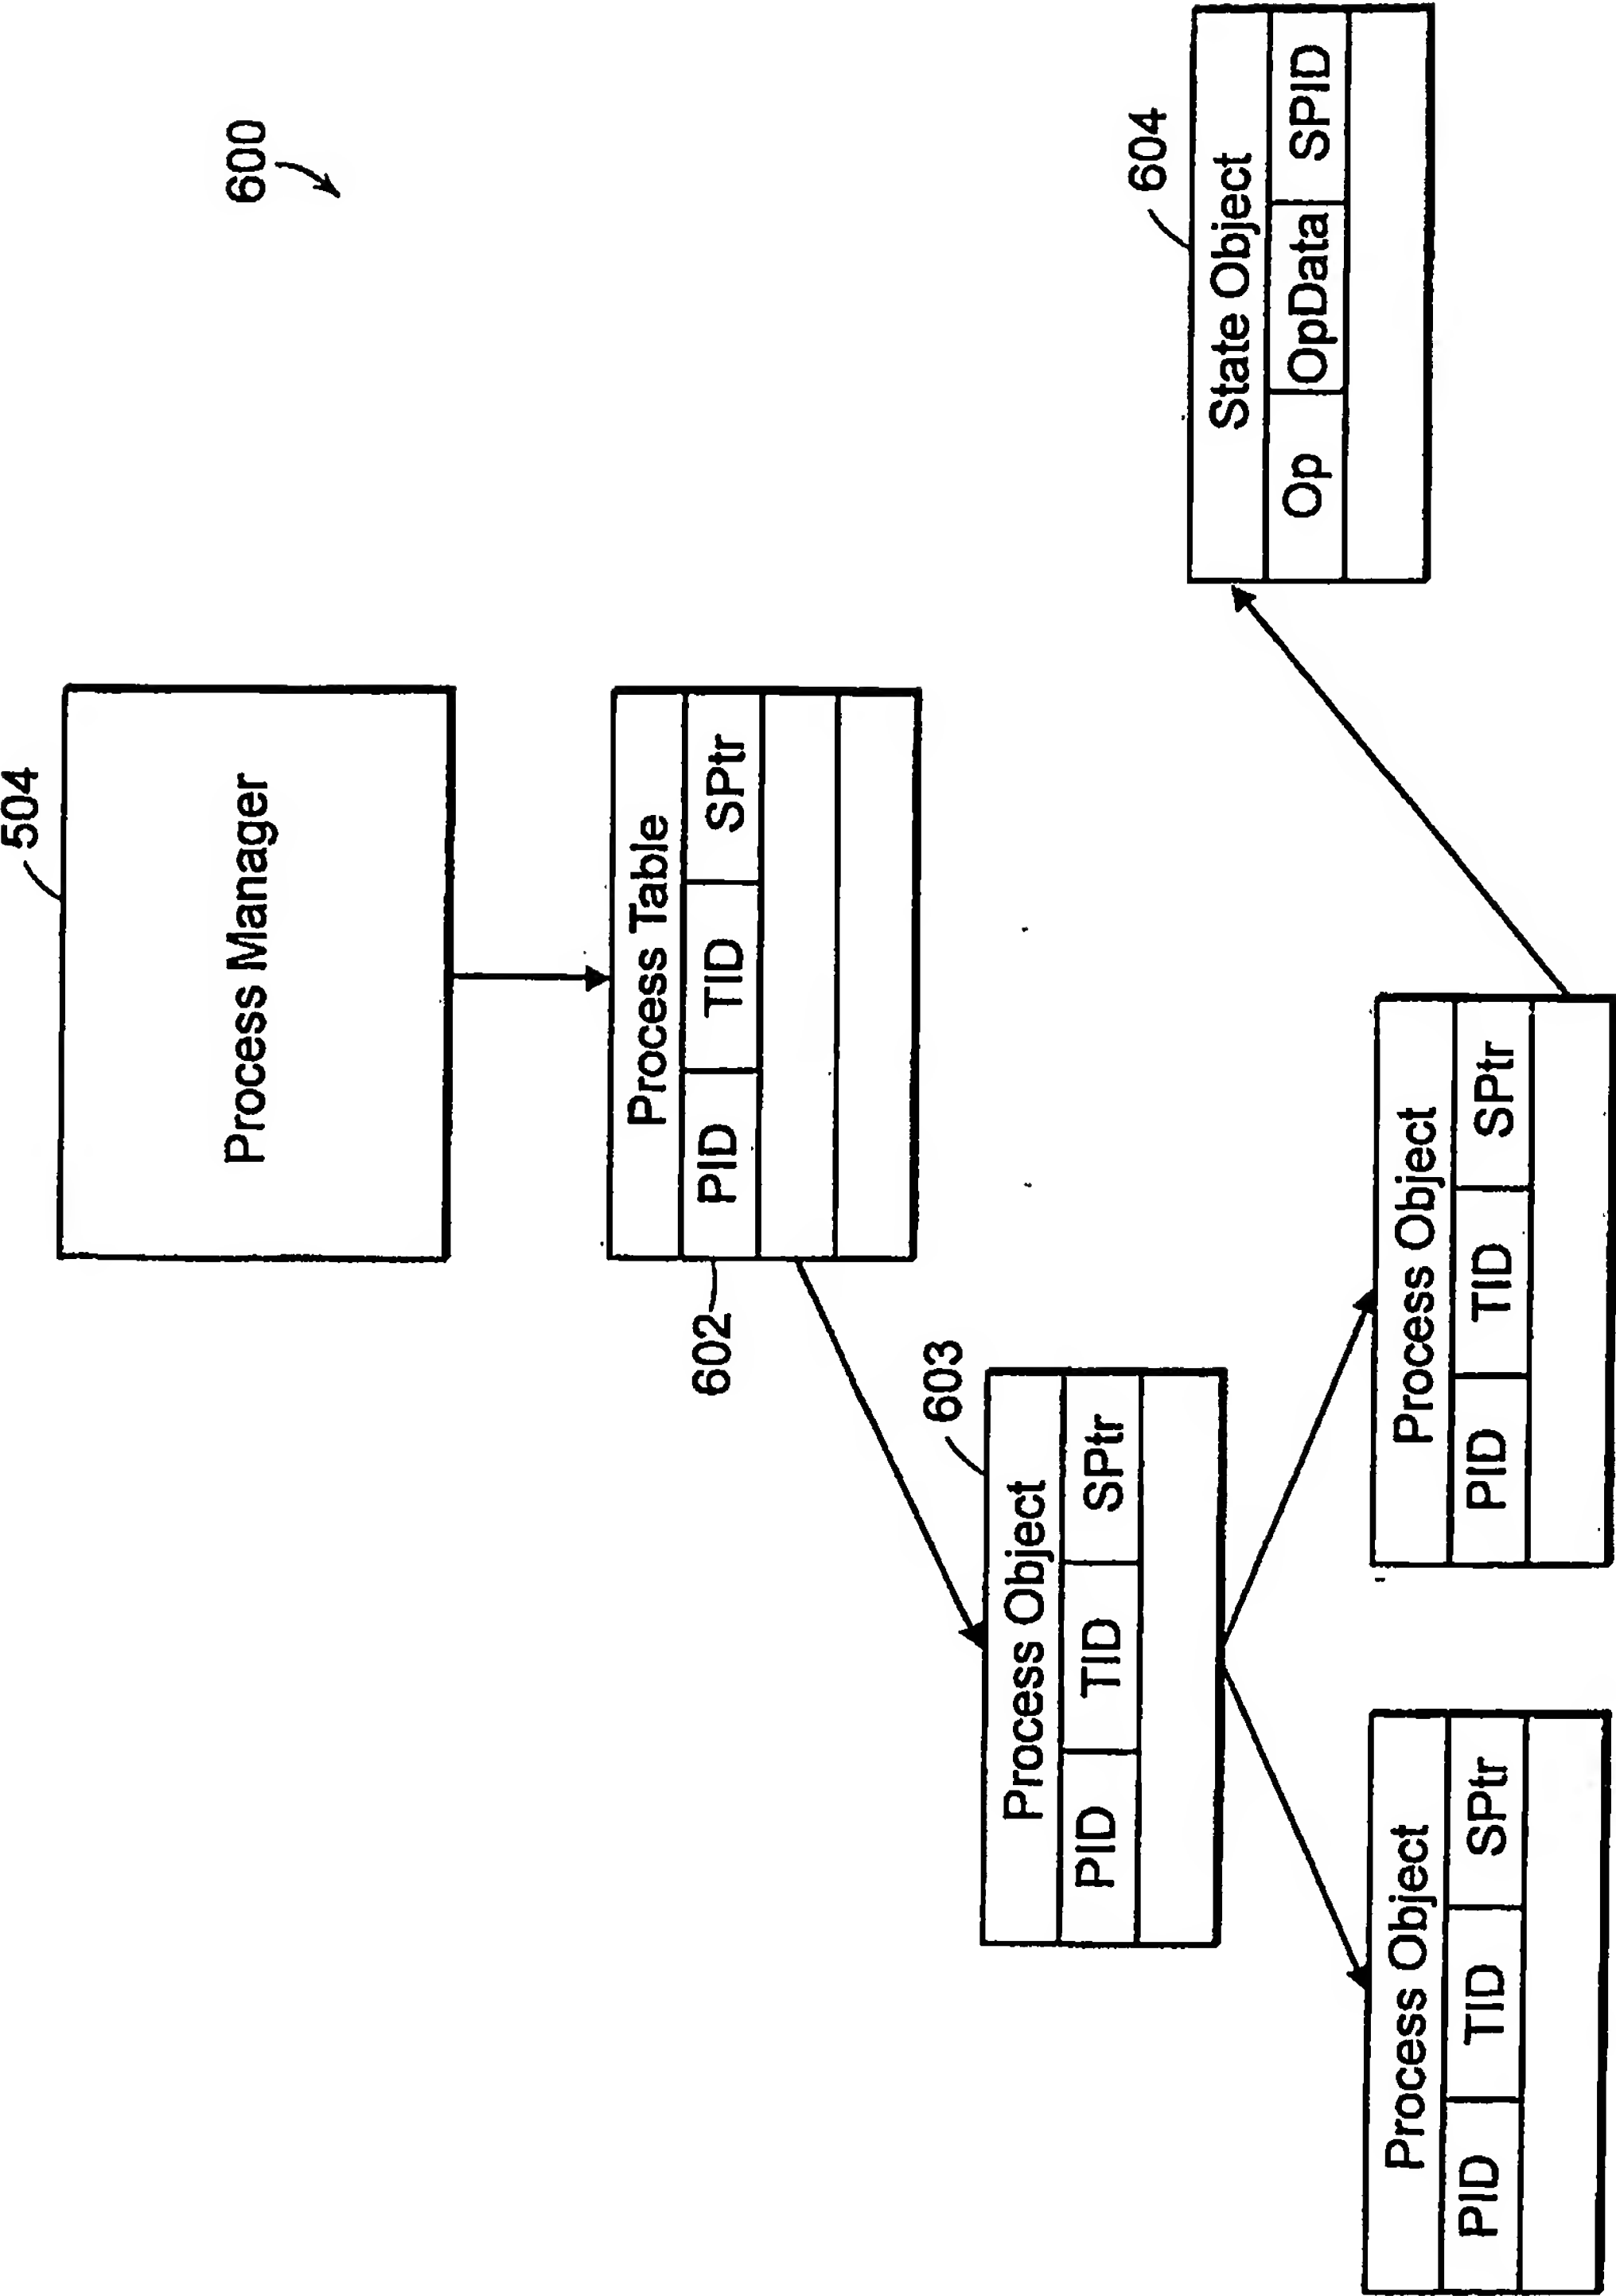 600
504
Process Manager
Process Table
PID TID SPtr
602
603
Process Object
PID TID SPtr
604
State Object
Op OpData SPID
Process Object
PID TID SPtr
Process Object
PID TID SPtr